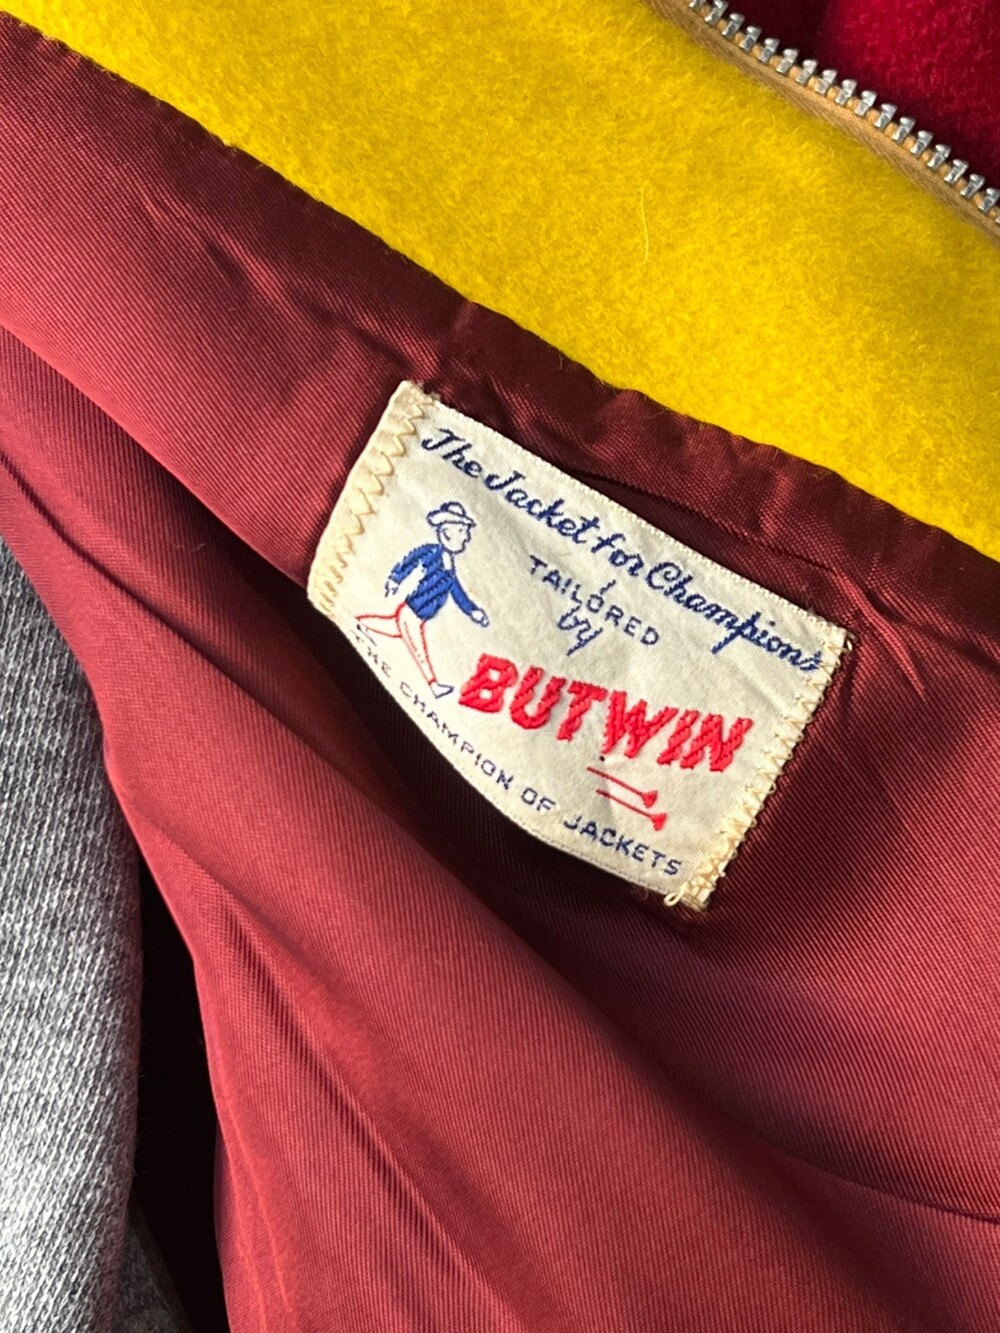 The Jacket for Champions
TAILORED
by
BUTWIN
THE CHAMPION OF JACKETS